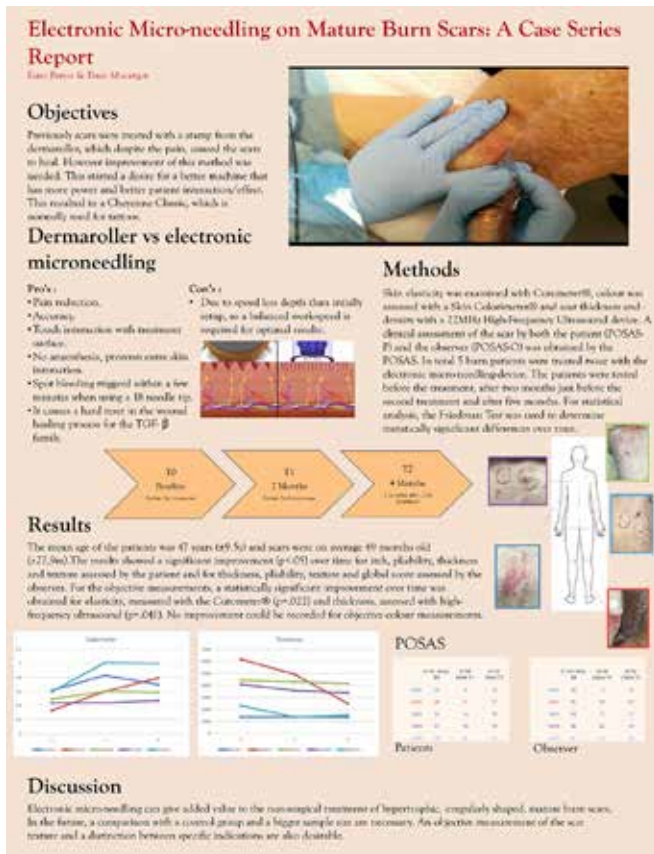 Electronic Micro-needling on Mature Burn Scars: A Case Series
Report
Objectives
Previously scars were treated with a stamp from the
dermaroller, which despite the pain, caused the scars
to heal. However improvement of this method was
needed. This started a desire for a better machine that
has more power and better patient interaction/effect.
This resulted in a Cheyenne Classic, which is
normally used for tattoos.
Dermaroller vs electronic
microneedling
Pro's :
• Pain reduction.
• Accuracy.
• Touch interaction with treatment
surface.
• No anaesthesia, prevents extra skin
interaction.
• Spot bleeding triggered within a few
minutes when using a 18 needle tip.
• It causes a hard reset in the wound
healing process for the TGF-β
family.
Con's :
• Due to speed less depth than initially
setup, so a balanced workspeed is
required for optimal results.
Methods
Skin elasticity was examined with Cutometer®, colour was
assessed with a Skin Colorimeter® and scar thickness and
density with a 22MHz High-Frequency Ultrasound device. A
clinical assessment of the scar by both the patient (POSAS-
P) and the observer (POSAS-O) was obtained by the
POSAS. In total 5 burn patients were treated twice with the
electronic microneedling-device. The patients were tested
before the treatment, after two months just before the
second treatment and after five months. For statistical
analysis, the Friedman Test was used to determine
statistically significant differences over time.
T0
Baseline
T1
2 Months
T2
4 Months
Results
The mean age of the patients was 47 years (±9.5y) and scars were on average 49 months old
The results showed a significant improvement (p<.05) over time for itch, pliability, thickness
and texture assessed by the patient and for thickness, pliability, texture and global score assessed by the
observer. For the objective measurements, a statistically significant improvement over time was
obtained for elasticity, measured with the Cutometer® (p=.022) and thickness, assessed with high-
frequency ultrasound No improvement could be recorded for objective colour measurements.
POSAS
Patients
Observer
Discussion
Electronic micro-needling can give added value to the non-surgical treatment of hypertrophic, irregularly shaped, mature burn scars.
In the future, a comparison with a control group and a bigger sample size are necessary. An objective measurement of the scar
texture and a distinction between specific indications are also desirable.